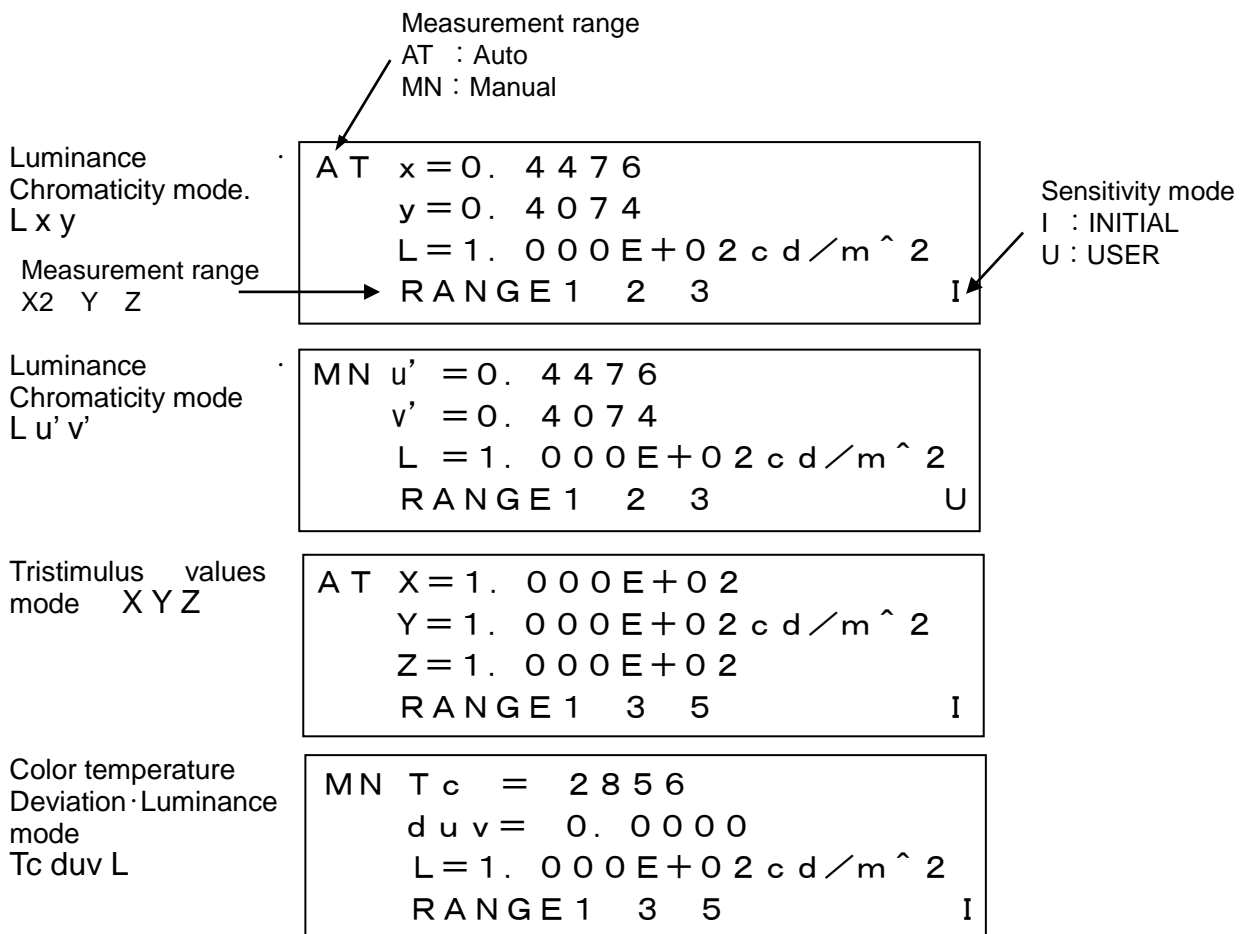 Measurement range
AT : Auto
MN : Manual
Luminance ·
Chromaticity mode.
L x y
Measurement range
X2 Y Z
AT x=0. 4476
y=0. 4074
L=1. 000E+02cd/m^2
RANGE1 2 3 I
Sensitivity mode
I : INITIAL
U : USER
Luminance ·
Chromaticity mode
L u' v'
MN u' =0. 4476
v' =0. 4074
L =1. 000E+02cd/m^2
RANGE1 2 3 U
Tristimulus values
mode X Y Z
AT X=1. 000E+02
Y=1. 000E+02cd/m^2
Z=1. 000E+02
RANGE1 3 5 I
Color temperature
Deviation·Luminance
mode
Tc duv L
MN Tc = 2856
duv= 0. 0000
L=1. 000E+02cd/m^2
RANGE1 3 5 I